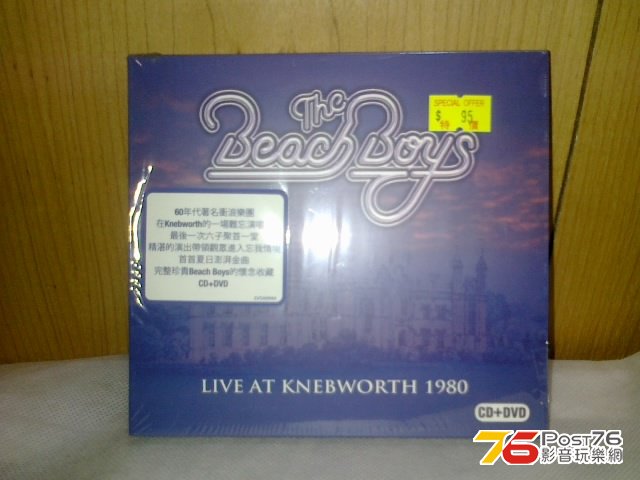 The
Beach Boys
SPECIAL OFFER
$ 95
特 價
60年代著名衝浪樂團
在Knebworth的一場難忘演唱
最後一次六子聚首一堂
精湛的演出帶領觀眾進入忘我情境
首首夏日澎湃金曲
完整珍貴Beach Boys的懷念收藏
CD+DVD
LIVE AT KNEBWORTH 1980
CD+DVD
76 Post76
影音玩樂網